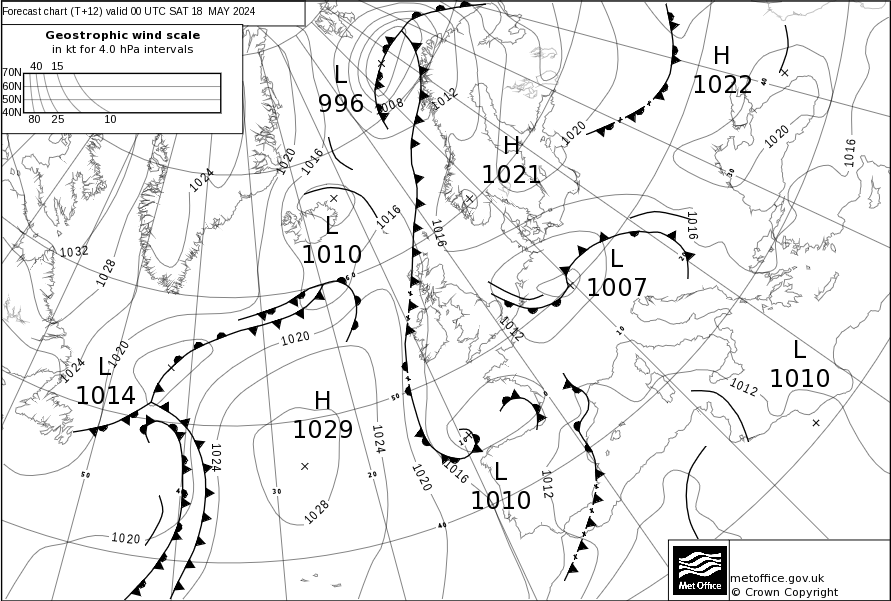 Forecast chart (T+12) valid 00 UTC SAT 18 MAY 2024
Geostrophic wind scale
in kt for 4.0 hPa intervals
40 15
70N
60N
50N
40N
80 25 10
L
996
1008
1012
H
1022
40
1020
1020
1016
30
H
1021
1020
1016
1024
L
1010
1016
1016
1016
1032
1028
L
1007
20
60
1012
10
1020
1024
1020
L
1014
L
1010
1012
50
0
H
1029
1024
1024
10
L
1010
1016
1020
1012
50
40
30
20
40
1028
1020
Met Office
metoffice.gov.uk
© Crown Copyright